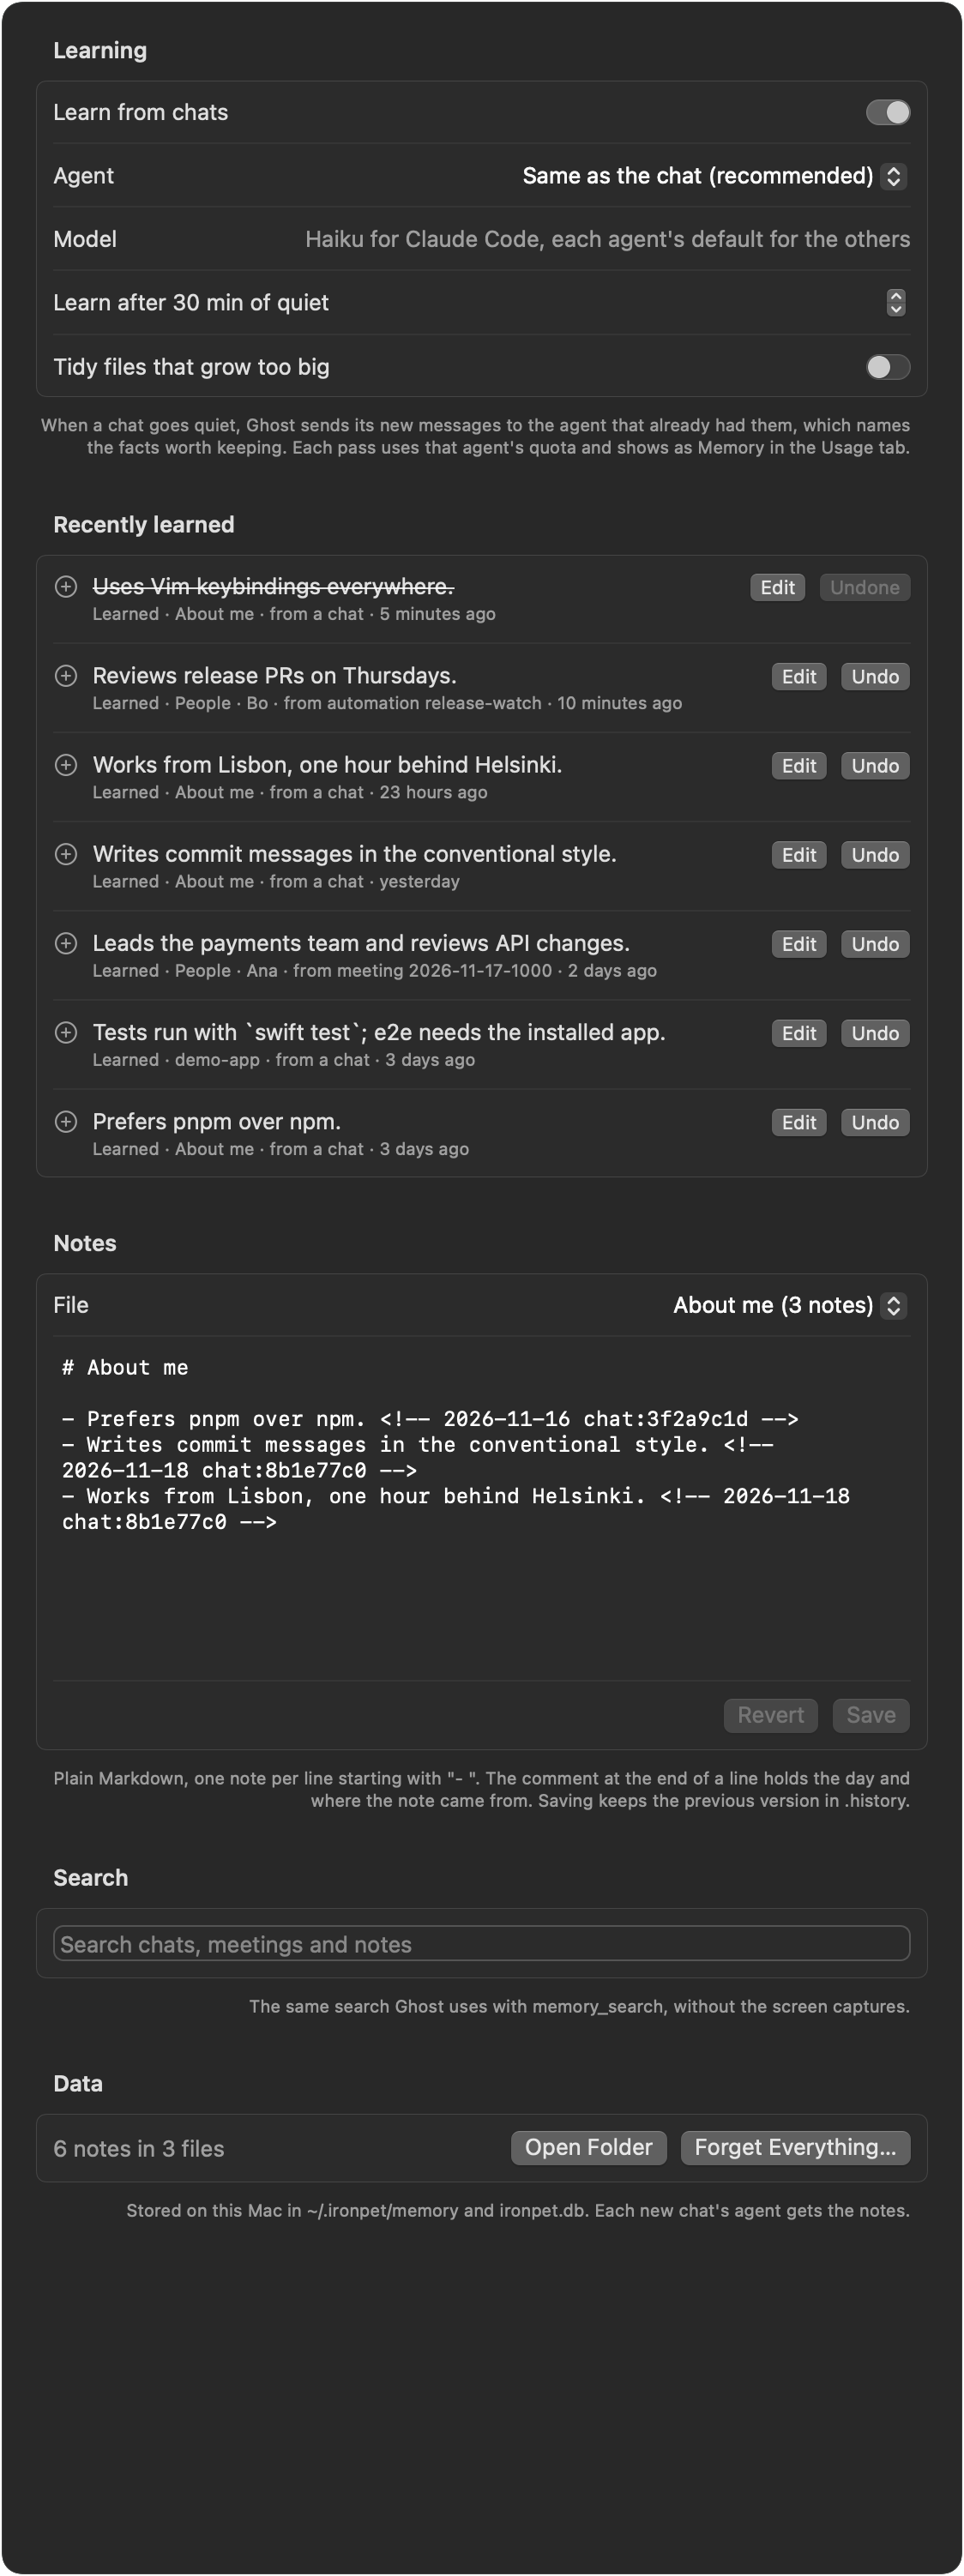 Learning
Learn from chats
Agent
Same as the chat (recommended)
Model
Haiku for Claude Code, each agent's default for the others
Learn after 30 min of quiet
Tidy files that grow too big
When a chat goes quiet, Ghost sends its new messages to the agent that already had them, which names
the facts worth keeping. Each pass uses that agent's quota and shows as Memory in the Usage tab.
Recently learned
Uses Vim keybindings everywhere.
Edit
Undone
Learned · About me · from a chat · 5 minutes ago
Reviews release PRs on Thursdays.
Edit
Undo
Learned · People · Bo · from automation release-watch · 10 minutes ago
Works from Lisbon, one hour behind Helsinki.
Edit
Undo
Learned · About me · from a chat · 23 hours ago
Writes commit messages in the conventional style.
Edit
Undo
Learned · About me · from a chat · yesterday
Leads the payments team and reviews API changes.
Edit
Undo
Learned · People · Ana · from meeting 2026-11-17-1000 · 2 days ago
Tests run with `swift test`; e2e needs the installed app.
Edit
Undo
Learned · demo-app · from a chat · 3 days ago
Prefers pnpm over npm.
Edit
Undo
Learned · About me · from a chat · 3 days ago
Notes
File
About me (3 notes)
# About me
- Prefers pnpm over npm. <!-- 2026-11-16 chat:3f2a9c1d -->
- Writes commit messages in the conventional style. <!--
2026-11-18 chat:8b1e77c0 -->
- Works from Lisbon, one hour behind Helsinki. <!-- 2026-11-18
chat:8b1e77c0 -->
Revert
Save
Plain Markdown, one note per line starting with "- ". The comment at the end of a line holds the day and
where the note came from. Saving keeps the previous version in .history.
Search
Search chats, meetings and notes
The same search Ghost uses with memory_search, without the screen captures.
Data
6 notes in 3 files
Open Folder
Forget Everything...
Stored on this Mac in ~/.ironpet/memory and ironpet.db. Each new chat's agent gets the notes.